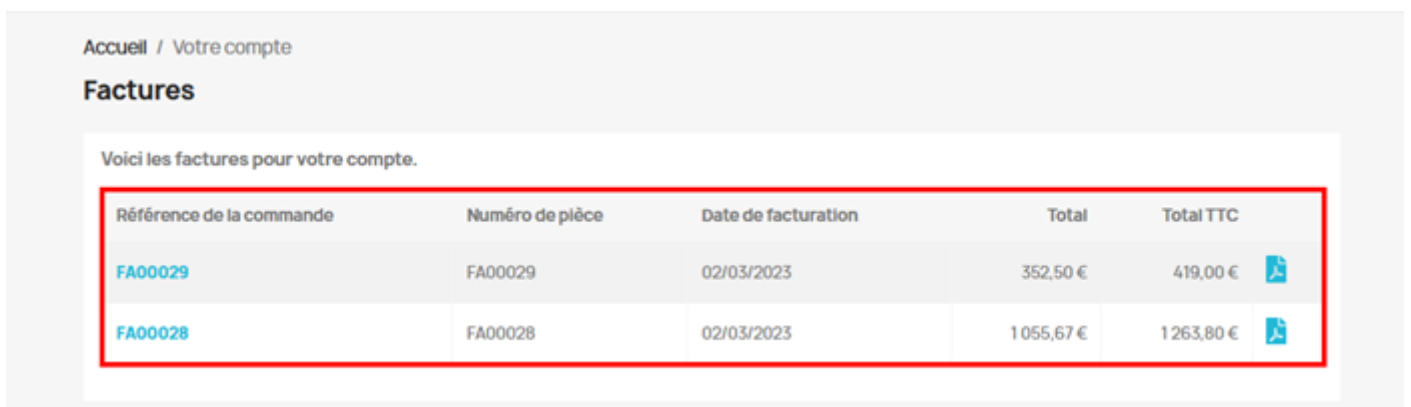 Accueil / Votre compte
Factures
Voici les factures pour votre compte.
Référence de la commande Numéro de pièce Date de facturation Total Total TTC
FA00029 FA00029 02/03/2023 352,50 € 419,00 €
FA00028 FA00028 02/03/2023 1 055,67 € 1 263,80 €